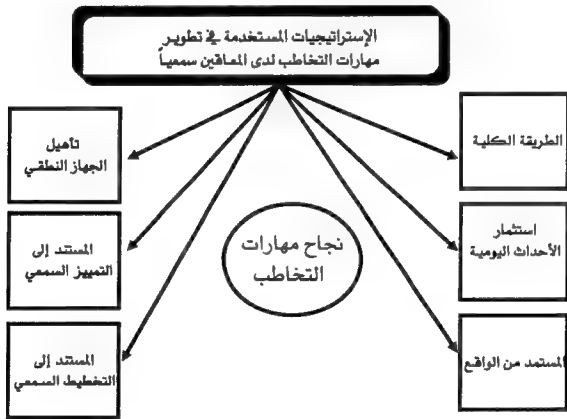 الإستراتيجيات المستخدمة في تطوير
مهارات التخاطب لدى المعاقين سمعياً
الطريقة الكلية
تأهيل
الجهاز النطقي
استثمار
الأحداث اليومية
نجاح مهارات
التخاطب
المستند إلى
التمييز السمعي
المستمد من الواقع
المستند إلى
التخطيط السمعي